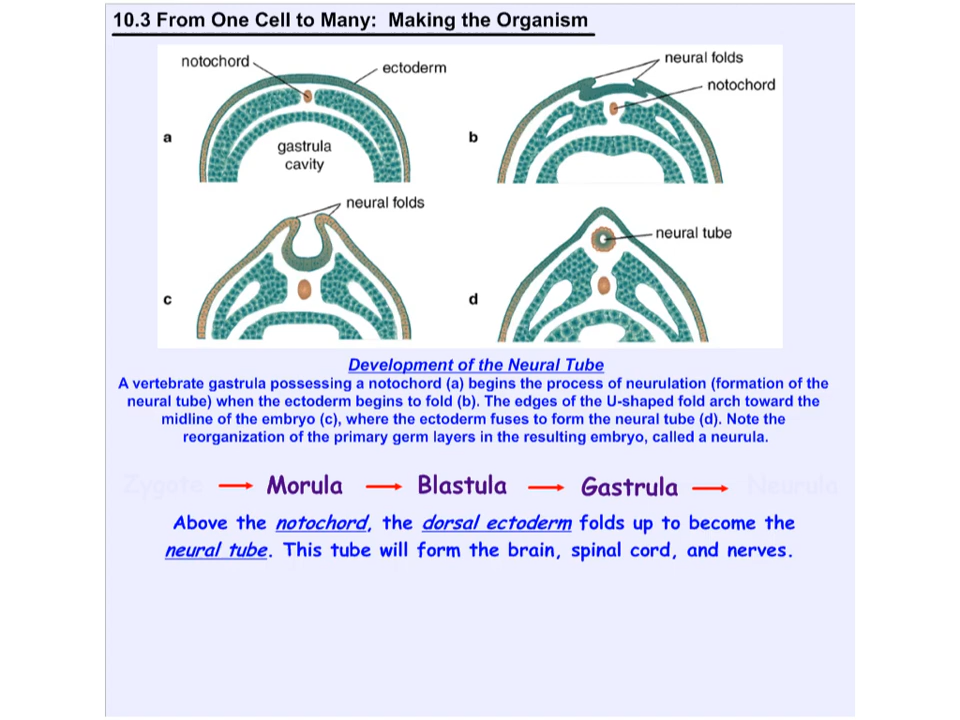 10.3 From One Cell to Many: Making the Organism
notochord
ectoderm
neural folds
notochord
a
gastrula
cavity
b
neural folds
neural tube
c
d
Development of the Neural Tube
A vertebrate gastrula possessing a notochord (a) begins the process of neurulation (formation of the
neural tube) when the ectoderm begins to fold (b). The edges of the U-shaped fold arch toward the
midline of the embryo (c), where the ectoderm fuses to form the neural tube (d). Note the
reorganization of the primary germ layers in the resulting embryo, called a neurula.
Zygote → Morula → Blastula → Gastrula → Neurula
Above the notochord, the dorsal ectoderm folds up to become the
neural tube. This tube will form the brain, spinal cord, and nerves.